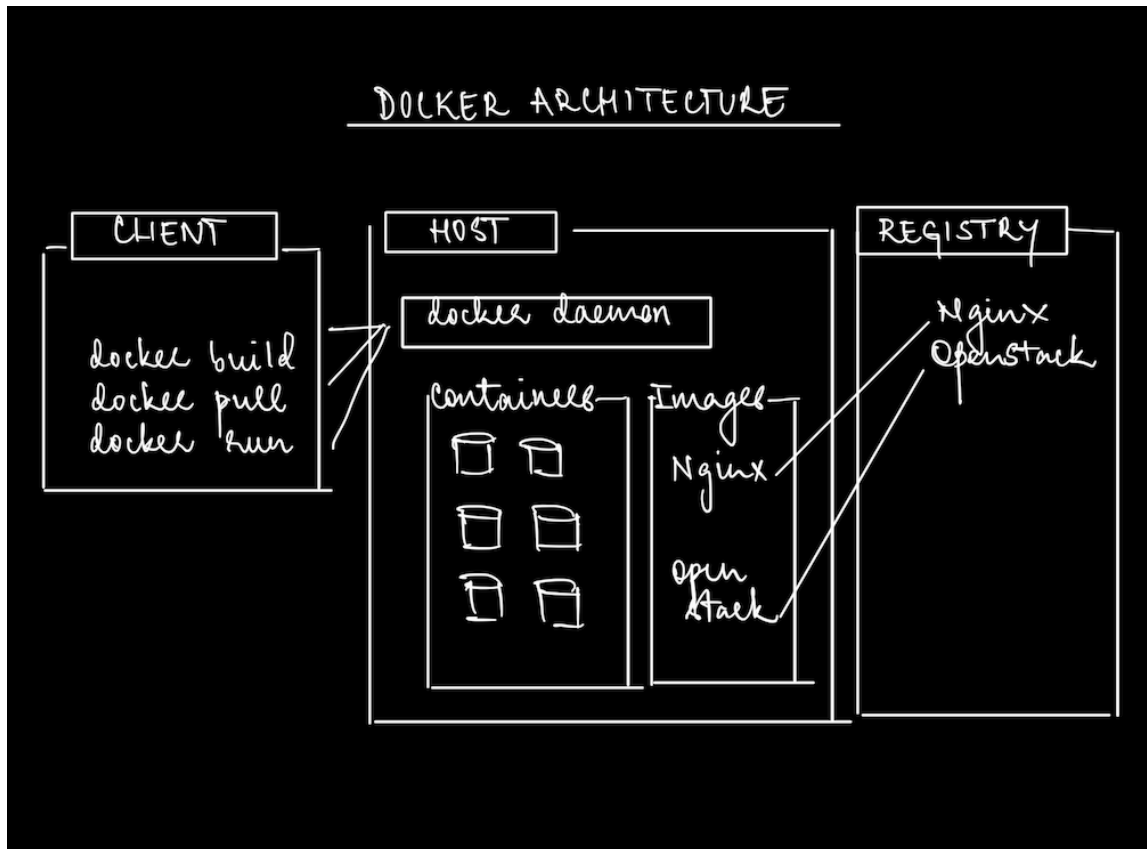 DOCKER ARCHITECTURE
CLIENT
docker build
docker pull
docker run
HOST
docker daemon
Containers
Images
Nginx
Open
Stack
REGISTRY
Nginx
Openstack